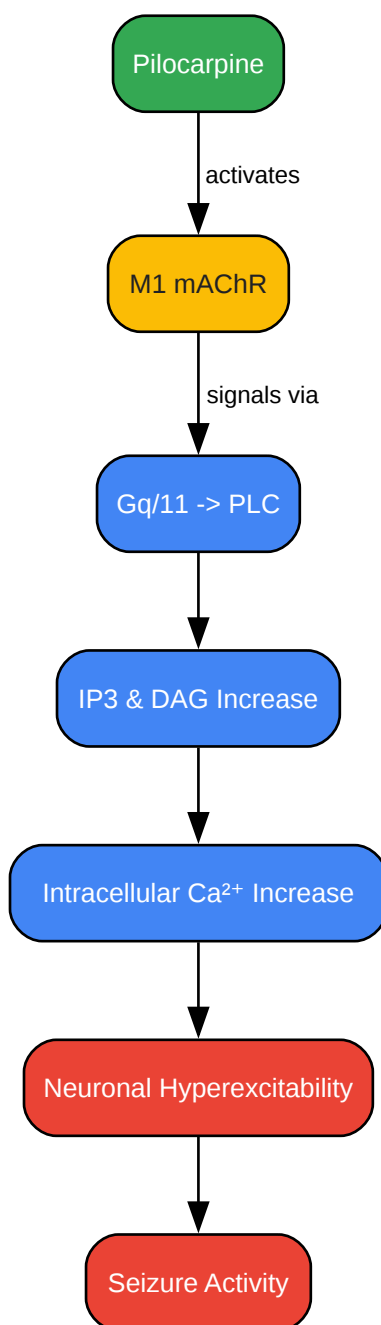 Pilocarpine
activates
M1 mAChR
signals via
Gq/11 -> PLC
IP3 & DAG Increase
Intracellular Ca²⁺ Increase
Neuronal Hyperexcitability
Seizure Activity